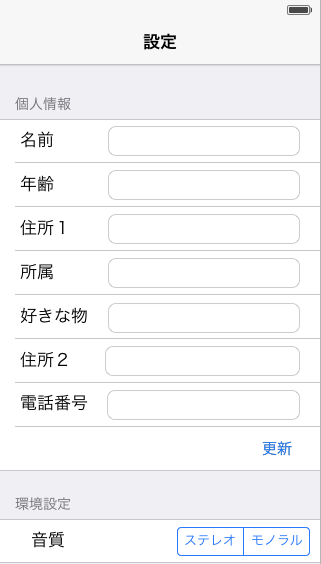 設定
個人情報
名前
年齢
住所１
所属
好きな物
住所２
電話番号
更新
環境設定
音質 ステレオ モノラル